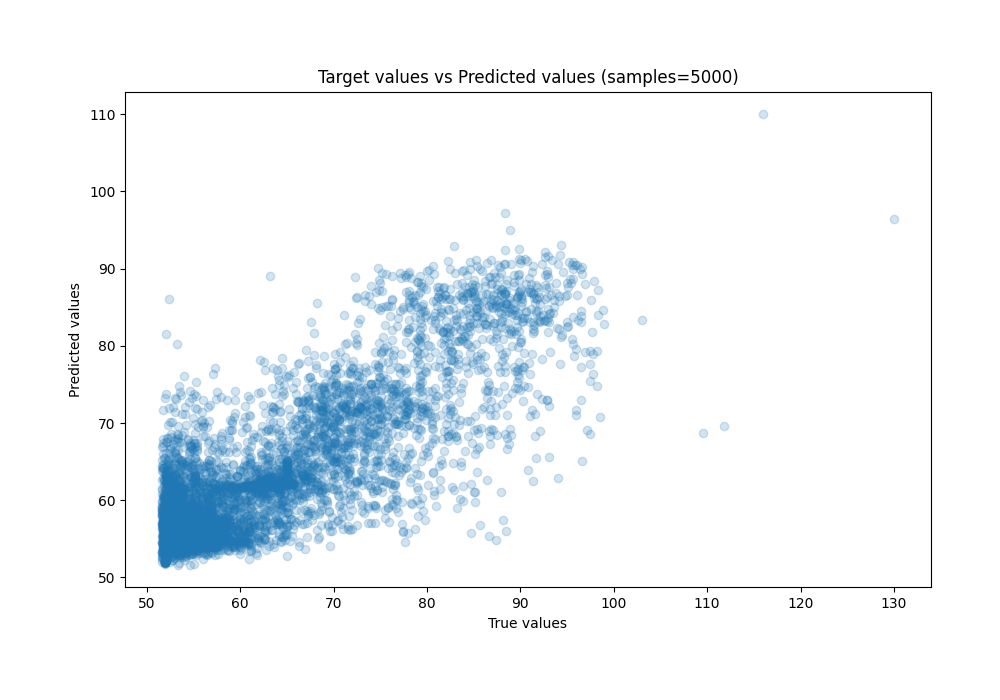 Target values vs Predicted values (samples=5000)
110
100
90
80
70
60
50
Predicted values
50 60 70 80 90 100 110 120 130
True values